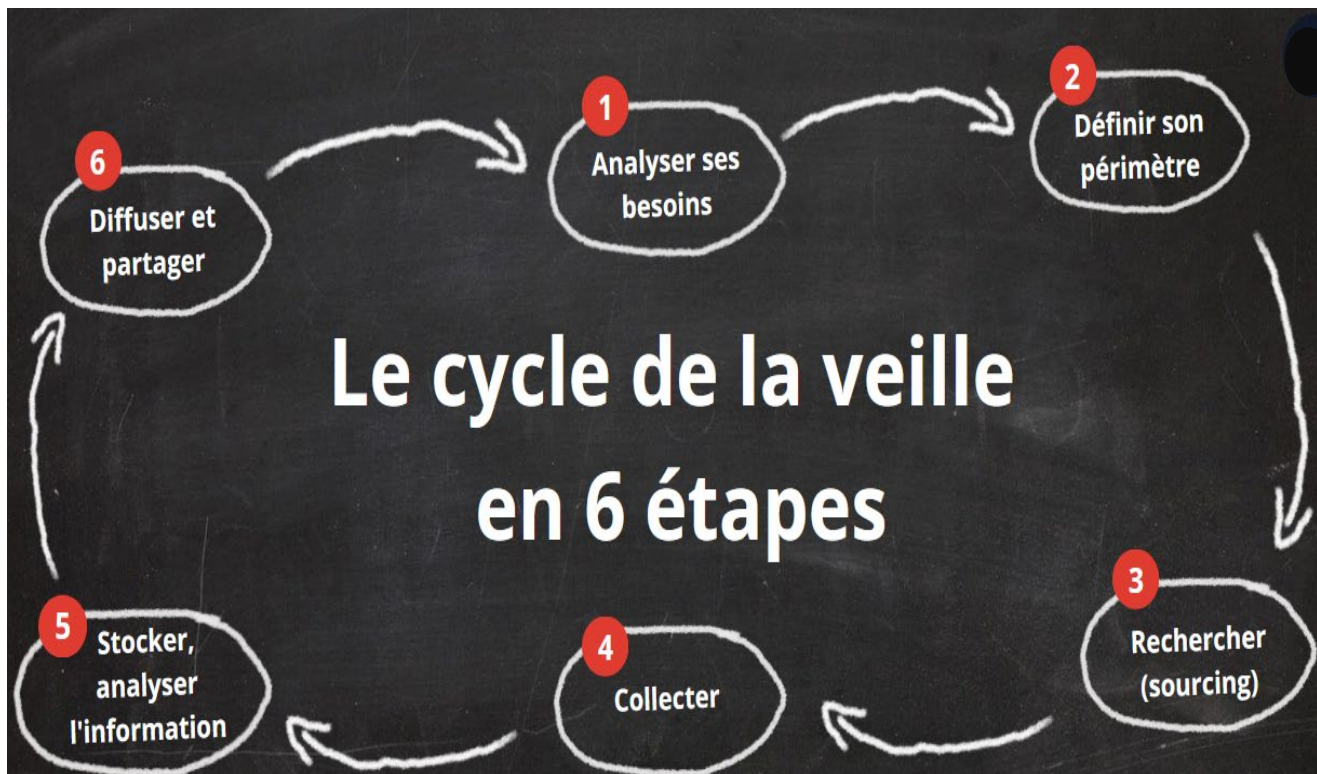 Le cycle de la veille
en 6 étapes
1
Analyser ses
besoins
2
Définir son
périmètre
3
Rechercher
(sourcing)
4
Collecter
5
Stocker,
analyser
l'information
6
Diffuser et
partager